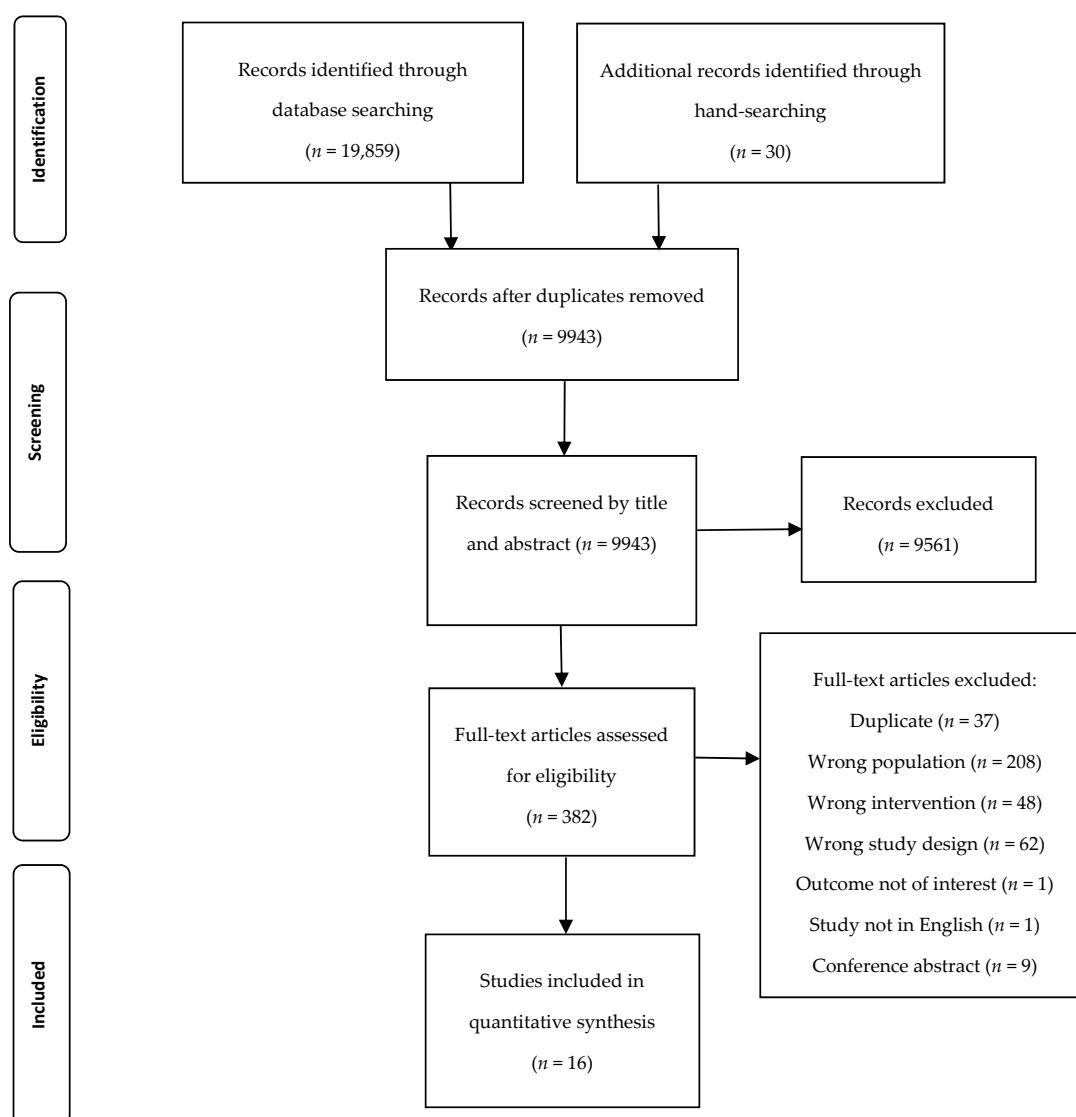 Identification
Records identified through
database searching
(n = 19,859)
Additional records identified through
hand-searching
(n = 30)
Records after duplicates removed
(n = 9943)
Screening
Records screened by title
and abstract (n = 9943)
Records excluded
(n = 9561)
Eligibility
Full-text articles assessed
for eligibility
(n = 382)
Full-text articles excluded:
Duplicate (n = 37)
Wrong population (n = 208)
Wrong intervention (n = 48)
Wrong study design (n = 62)
Outcome not of interest (n = 1)
Study not in English (n = 1)
Conference abstract (n = 9)
Included
Studies included in
quantitative synthesis
(n = 16)